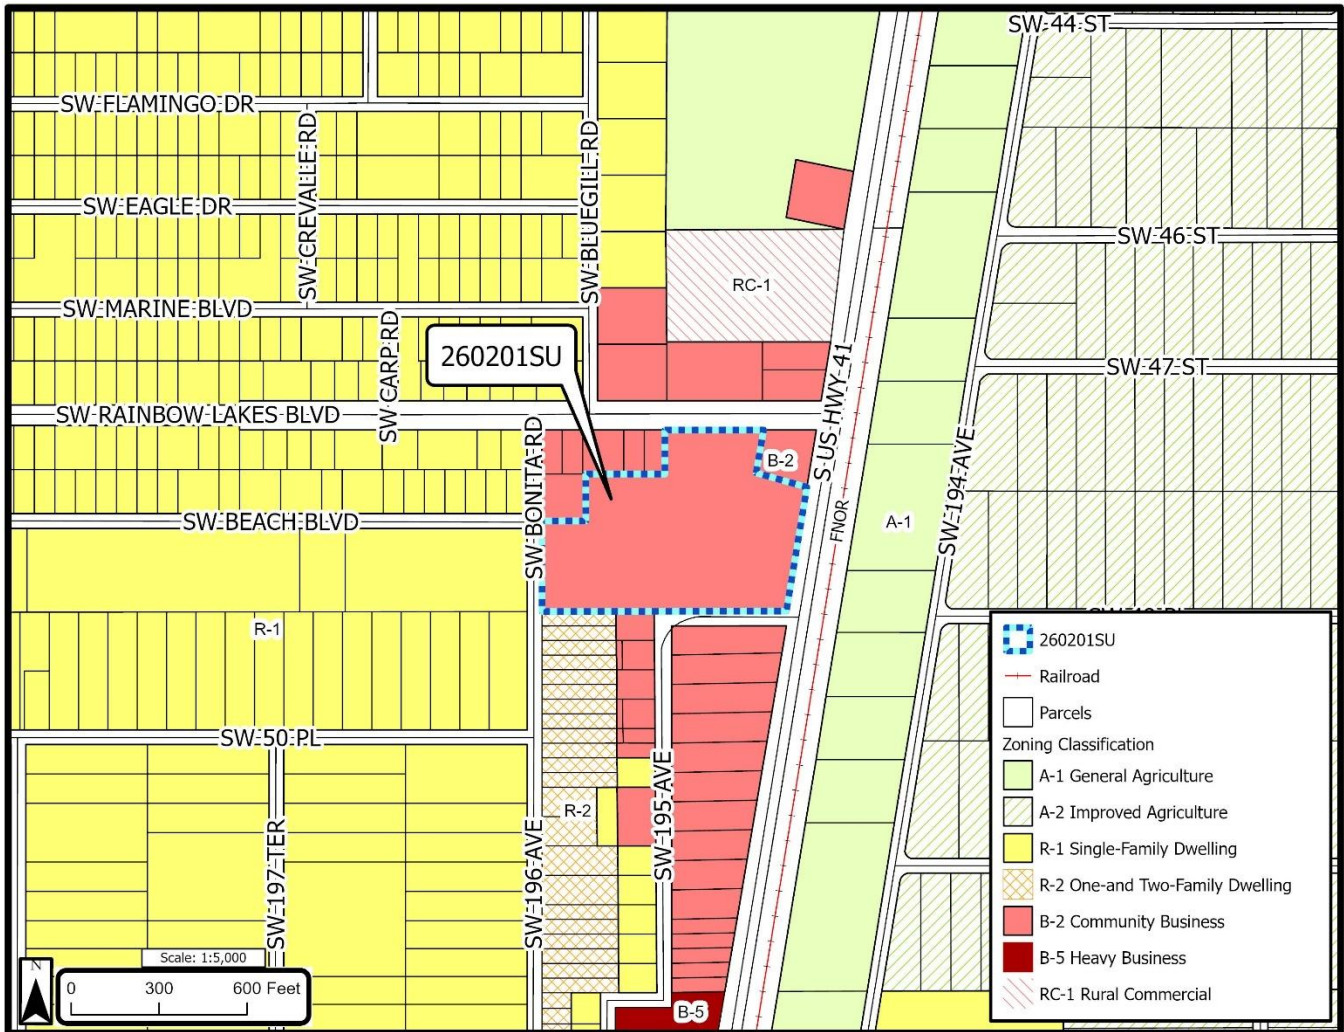 SW 44 ST
SW FLAMINGO DR
SW CREVALLE RD
SW BLUEGILL RD
SW EAGLE DR
SW 46 ST
RC-1
SW MARINE BLVD
SW CARP RD
260201SU
S US HWY 41
SW 47 ST
SW RAINBOW LAKES BLVD
SW BONITA RD
B-2
SW 194 AVE
SW BEACH BLVD
FNOR
A-1
R-1
260201SU
Railroad
Parcels
Zoning Classification
A-1 General Agriculture
A-2 Improved Agriculture
R-1 Single-Family Dwelling
R-2 One-and Two-Family Dwelling
B-2 Community Business
B-5 Heavy Business
RC-1 Rural Commercial
SW 50 PL
R-2
SW 195 AVE
SW 197 TER
SW 196 AVE
Scale: 1:5,000
N
0 300 600 Feet
B-5